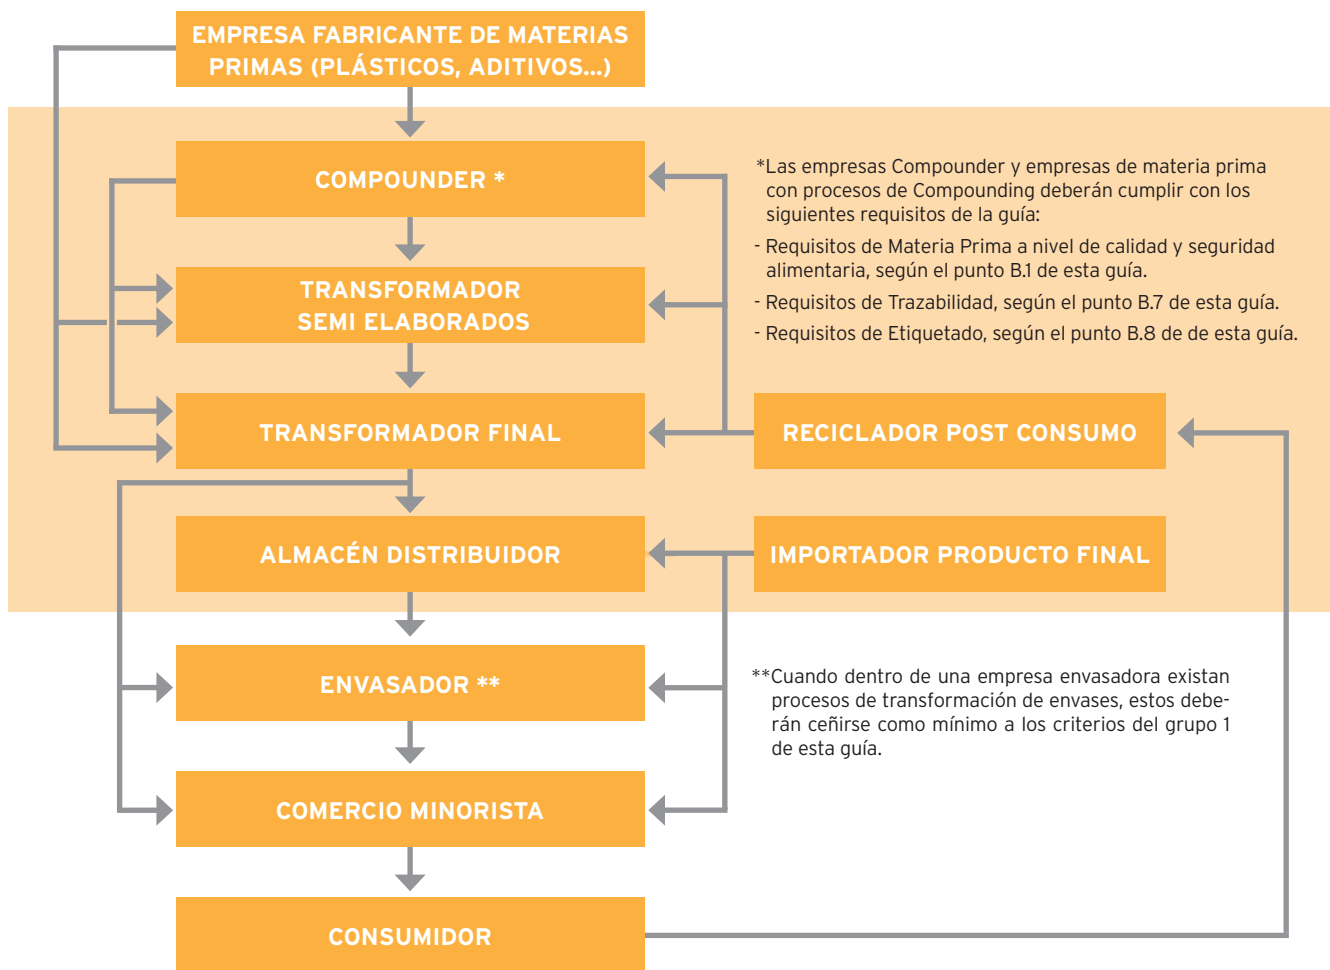 EMPRESA FABRICANTE DE MATERIAS
PRIMAS (PLÁSTICOS, ADITIVOS...)
COMPOUNDER *
*Las empresas Compounder y empresas de materia prima
con procesos de Compounding deberán cumplir con los
siguientes requisitos de la guía:
- Requisitos de Materia Prima a nivel de calidad y seguridad
alimentaria, según el punto B.1 de esta guía.
- Requisitos de Trazabilidad, según el punto B.7 de esta guía.
- Requisitos de Etiquetado, según el punto B.8 de de esta guía.
TRANSFORMADOR
SEMI ELABORADOS
TRANSFORMADOR FINAL
RECICLADOR POST CONSUMO
ALMACÉN DISTRIBUIDOR
IMPORTADOR PRODUCTO FINAL
ENVASADOR **
**Cuando dentro de una empresa envasadora existan
procesos de transformación de envases, estos debe-
rán ceñirse como mínimo a los criterios del grupo 1
de esta guía.
COMERCIO MINORISTA
CONSUMIDOR